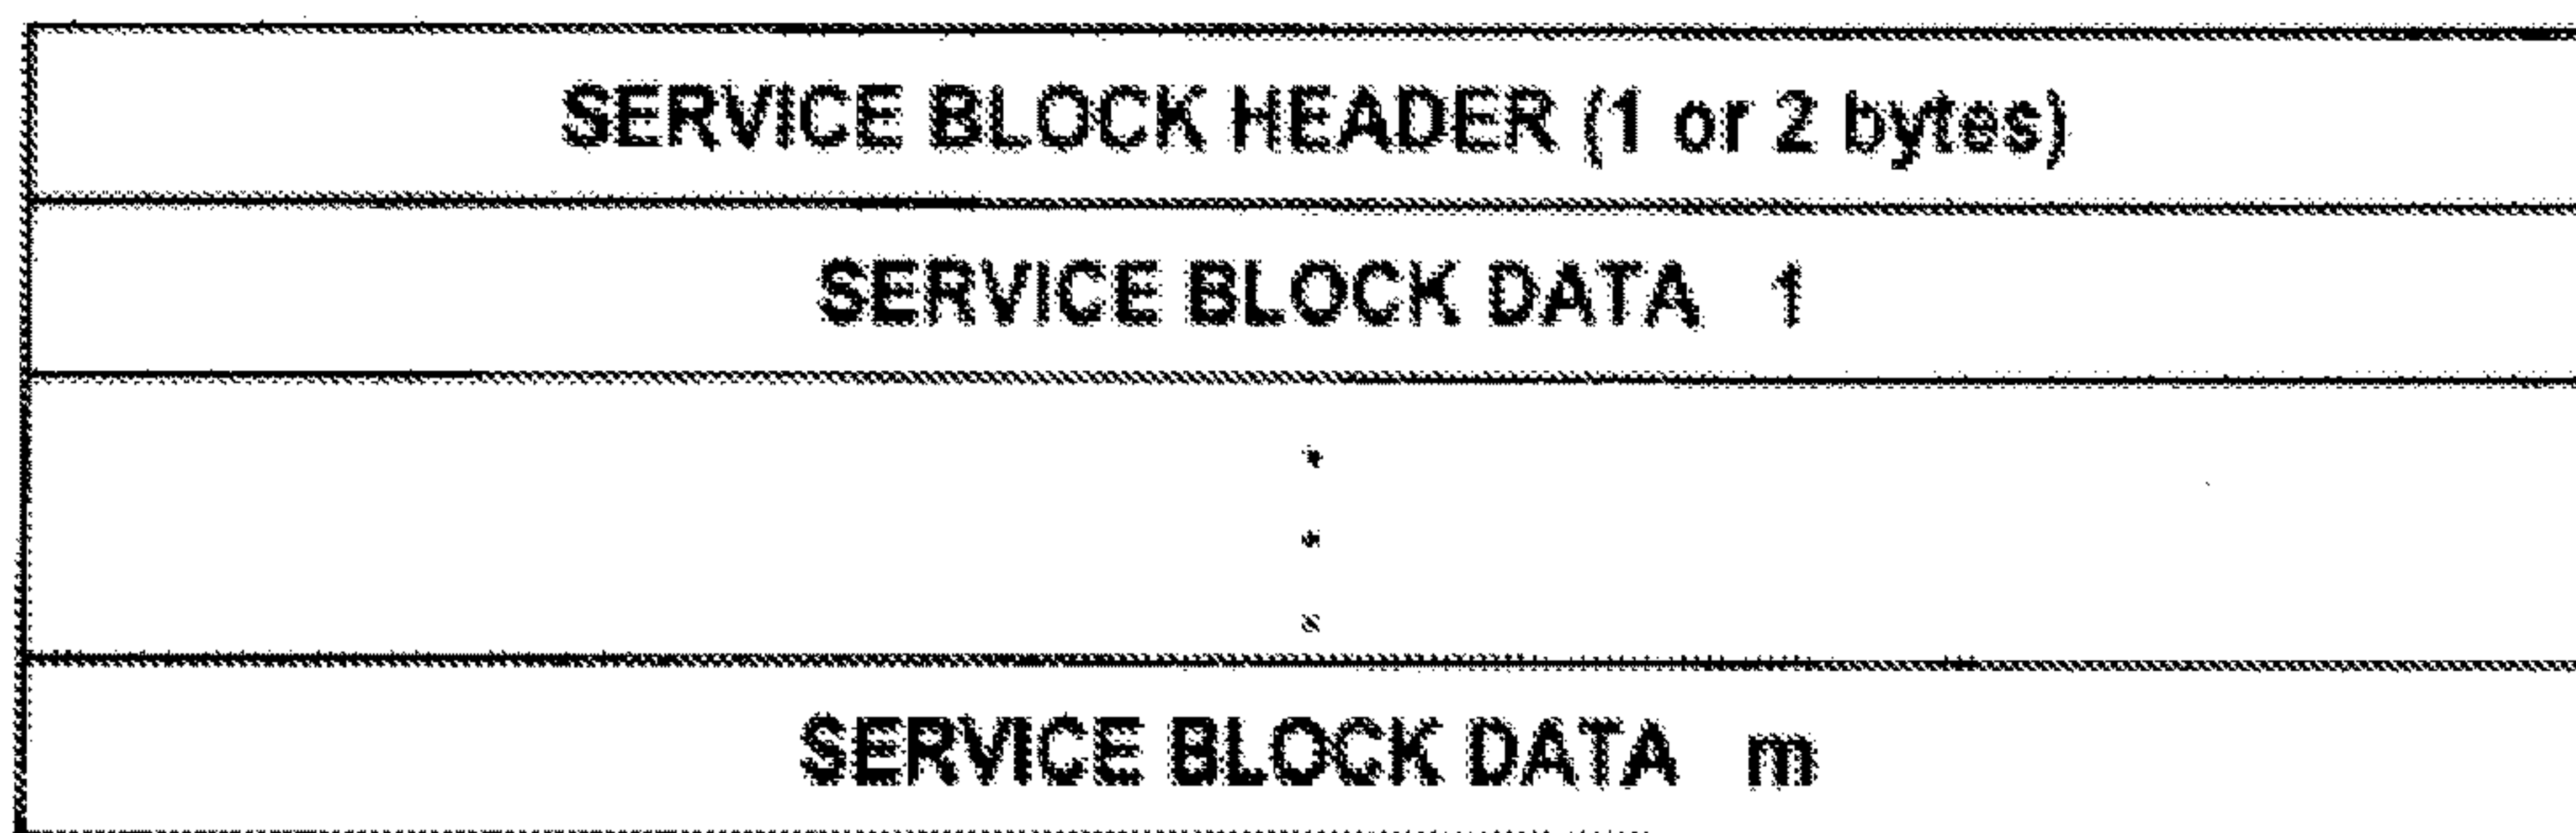 SERVICE BLOCK HEADER (1 or 2 bytes)
SERVICE BLOCK DATA 1
SERVICE BLOCK DATA m